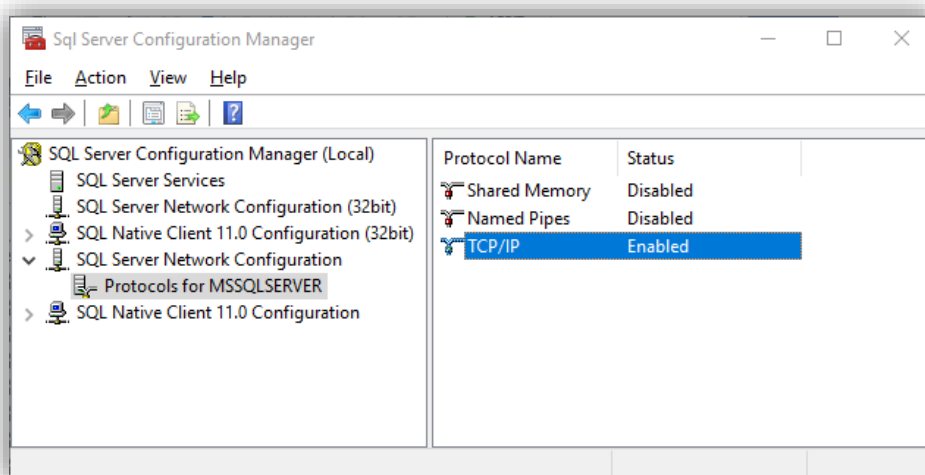 Sql Server Configuration Manager
File Action View Help
SQL Server Configuration Manager (Local)
SQL Server Services
SQL Server Network Configuration (32bit)
SQL Native Client 11.0 Configuration (32bit)
SQL Server Network Configuration
Protocols for MSSQLSERVER
SQL Native Client 11.0 Configuration
Protocol Name Status
Shared Memory Disabled
Named Pipes Disabled
TCP/IP Enabled